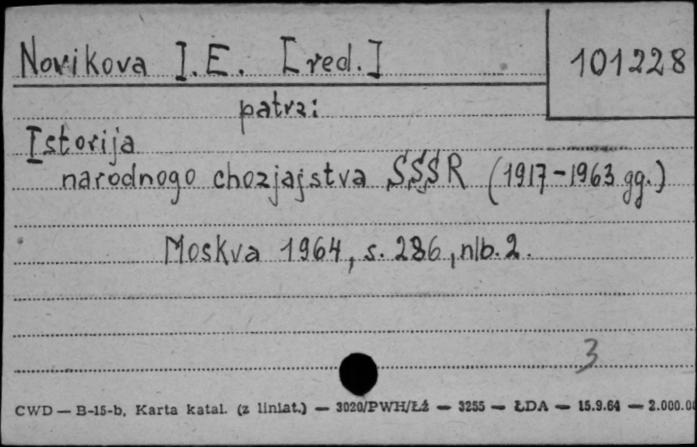 Novikova I.E. [red.]
101228
patrz:
Istorija
narodnogo chozjajstva SSSR (1917-1963 gg.)
Moskva 1964, s. 286, nlb. 2.
3
CWD — B-15-b, Karta katal. (z liniat.) — 3020/PWH/Łź — 3255 — ŁDA — 15.9.64 — 2.000.0